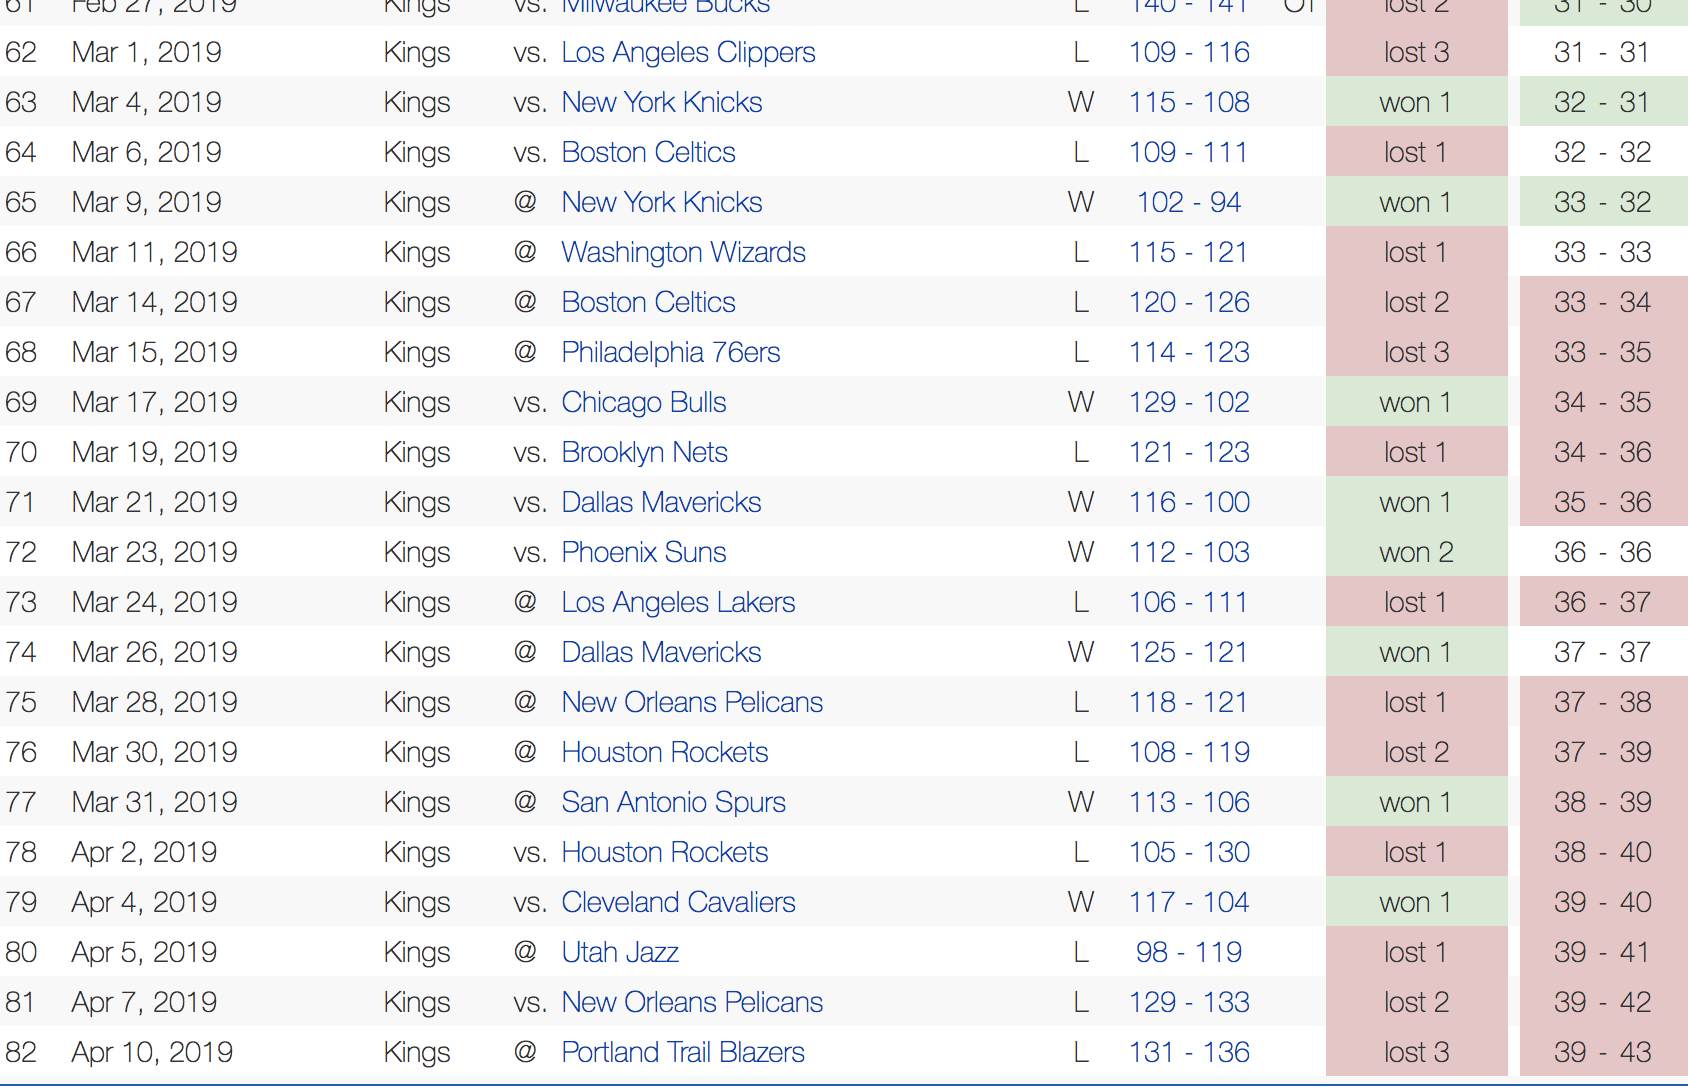 61 Feb 27, 2019 Kings vs. Milwaukee Bucks L 140 - 141 OT lost 2 31 - 30
62 Mar 1, 2019 Kings vs. Los Angeles Clippers L 109 - 116 lost 3 31 - 31
63 Mar 4, 2019 Kings vs. New York Knicks W 115 - 108 won 1 32 - 31
64 Mar 6, 2019 Kings vs. Boston Celtics L 109 - 111 lost 1 32 - 32
65 Mar 9, 2019 Kings @ New York Knicks W 102 - 94 won 1 33 - 32
66 Mar 11, 2019 Kings @ Washington Wizards L 115 - 121 lost 1 33 - 33
67 Mar 14, 2019 Kings @ Boston Celtics L 120 - 126 lost 2 33 - 34
68 Mar 15, 2019 Kings @ Philadelphia 76ers L 114 - 123 lost 3 33 - 35
69 Mar 17, 2019 Kings vs. Chicago Bulls W 129 - 102 won 1 34 - 35
70 Mar 19, 2019 Kings vs. Brooklyn Nets L 121 - 123 lost 1 34 - 36
71 Mar 21, 2019 Kings vs. Dallas Mavericks W 116 - 100 won 1 35 - 36
72 Mar 23, 2019 Kings vs. Phoenix Suns W 112 - 103 won 2 36 - 36
73 Mar 24, 2019 Kings @ Los Angeles Lakers L 106 - 111 lost 1 36 - 37
74 Mar 26, 2019 Kings @ Dallas Mavericks W 125 - 121 won 1 37 - 37
75 Mar 28, 2019 Kings @ New Orleans Pelicans L 118 - 121 lost 1 37 - 38
76 Mar 30, 2019 Kings @ Houston Rockets L 108 - 119 lost 2 37 - 39
77 Mar 31, 2019 Kings @ San Antonio Spurs W 113 - 106 won 1 38 - 39
78 Apr 2, 2019 Kings vs. Houston Rockets L 105 - 130 lost 1 38 - 40
79 Apr 4, 2019 Kings vs. Cleveland Cavaliers W 117 - 104 won 1 39 - 40
80 Apr 5, 2019 Kings @ Utah Jazz L 98 - 119 lost 1 39 - 41
81 Apr 7, 2019 Kings vs. New Orleans Pelicans L 129 - 133 lost 2 39 - 42
82 Apr 10, 2019 Kings @ Portland Trail Blazers L 131 - 136 lost 3 39 - 43